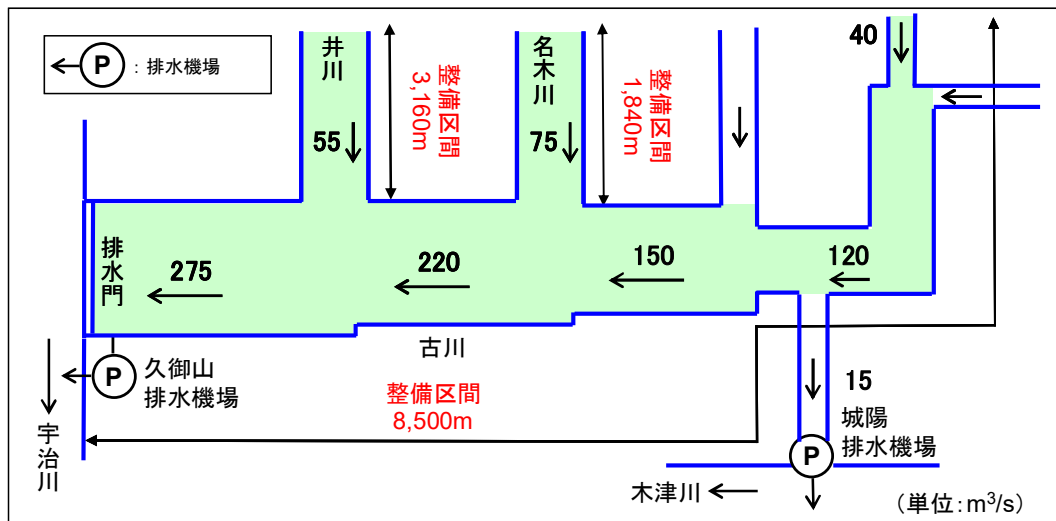 P : 排水機場
井川
整備区間
3,160m
名木川
整備区間
1,840m
40
55
75
排水門
275
220
150
120
古川
P
久御山
排水機場
整備区間
8,500m
15
城陽
排水機場
P
宇治川
木津川
（単位：m³/s）